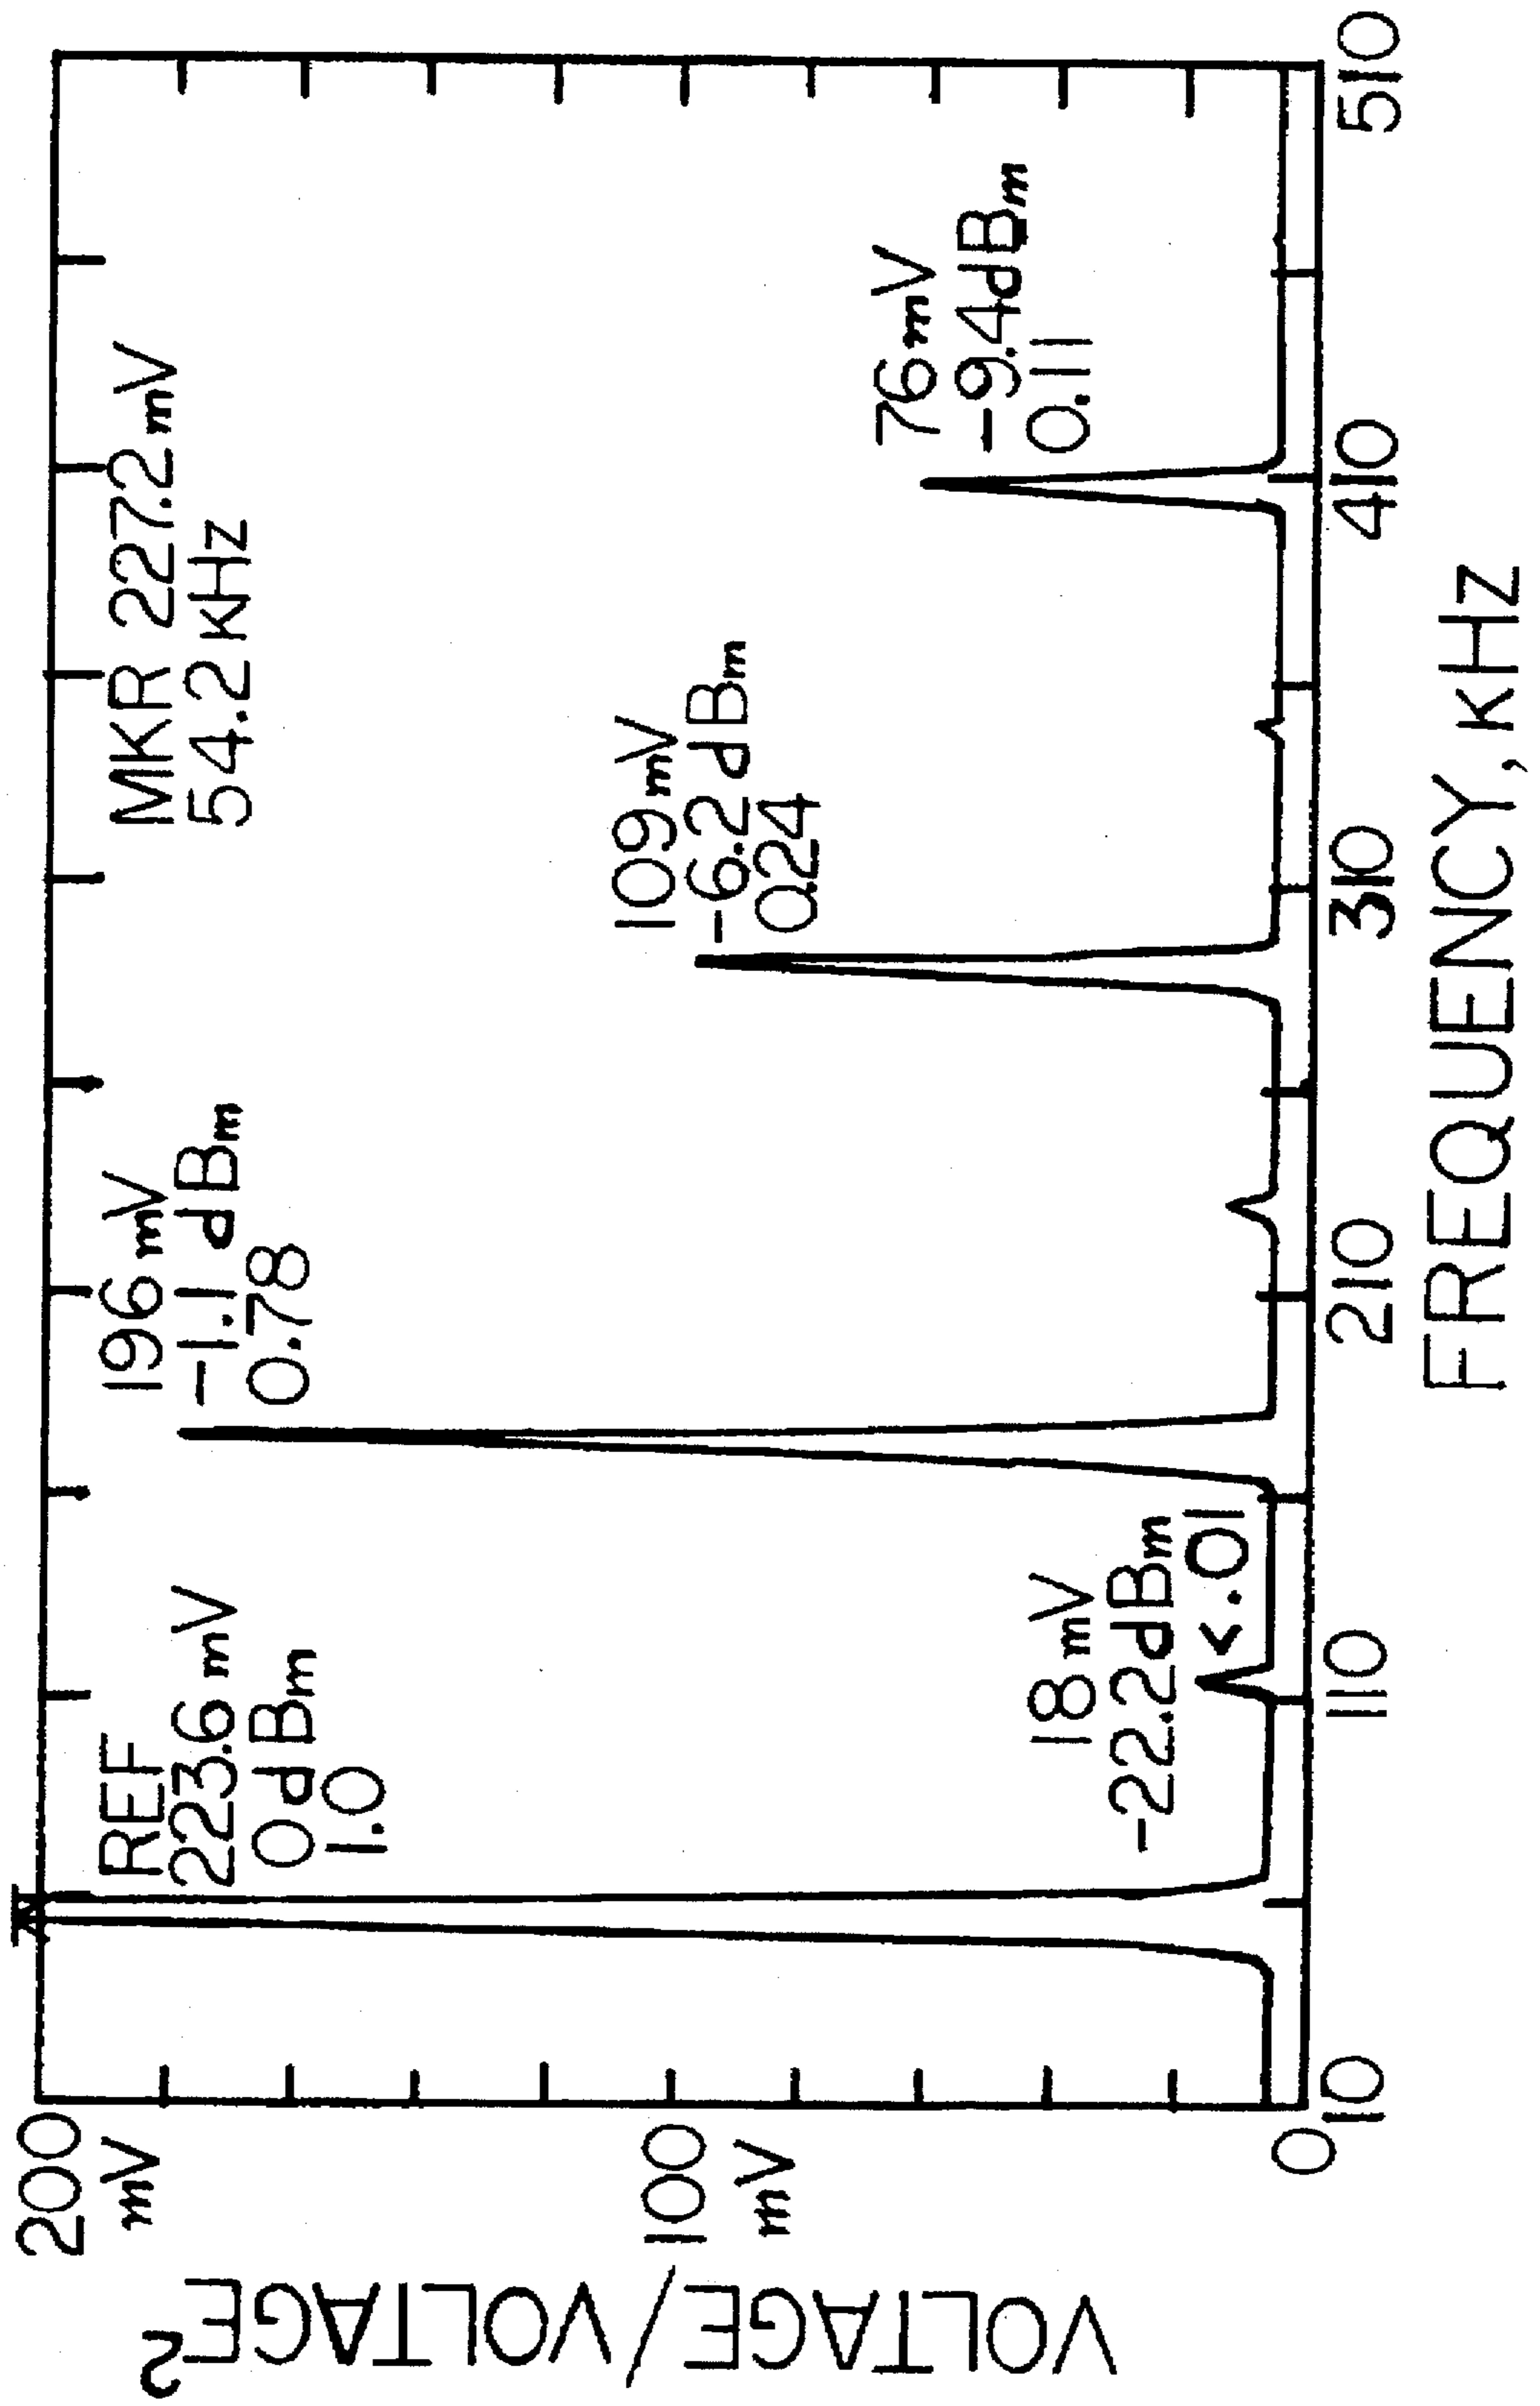 VOLTAGE/VOLTAGE²
200
mV
100
mV
0
REF
223.6 mV
0 dBm
1.0
18 mV
-22.2 dBm
<.01
196 mV
-1.1 dBm
0.78
109 mV
-6.2 dBm
0.24
MKR 227.2 mV
54.2 KHz
76 mV
-9.4 dBm
0.11
10
110
210
310
410
510
FREQUENCY, KHz